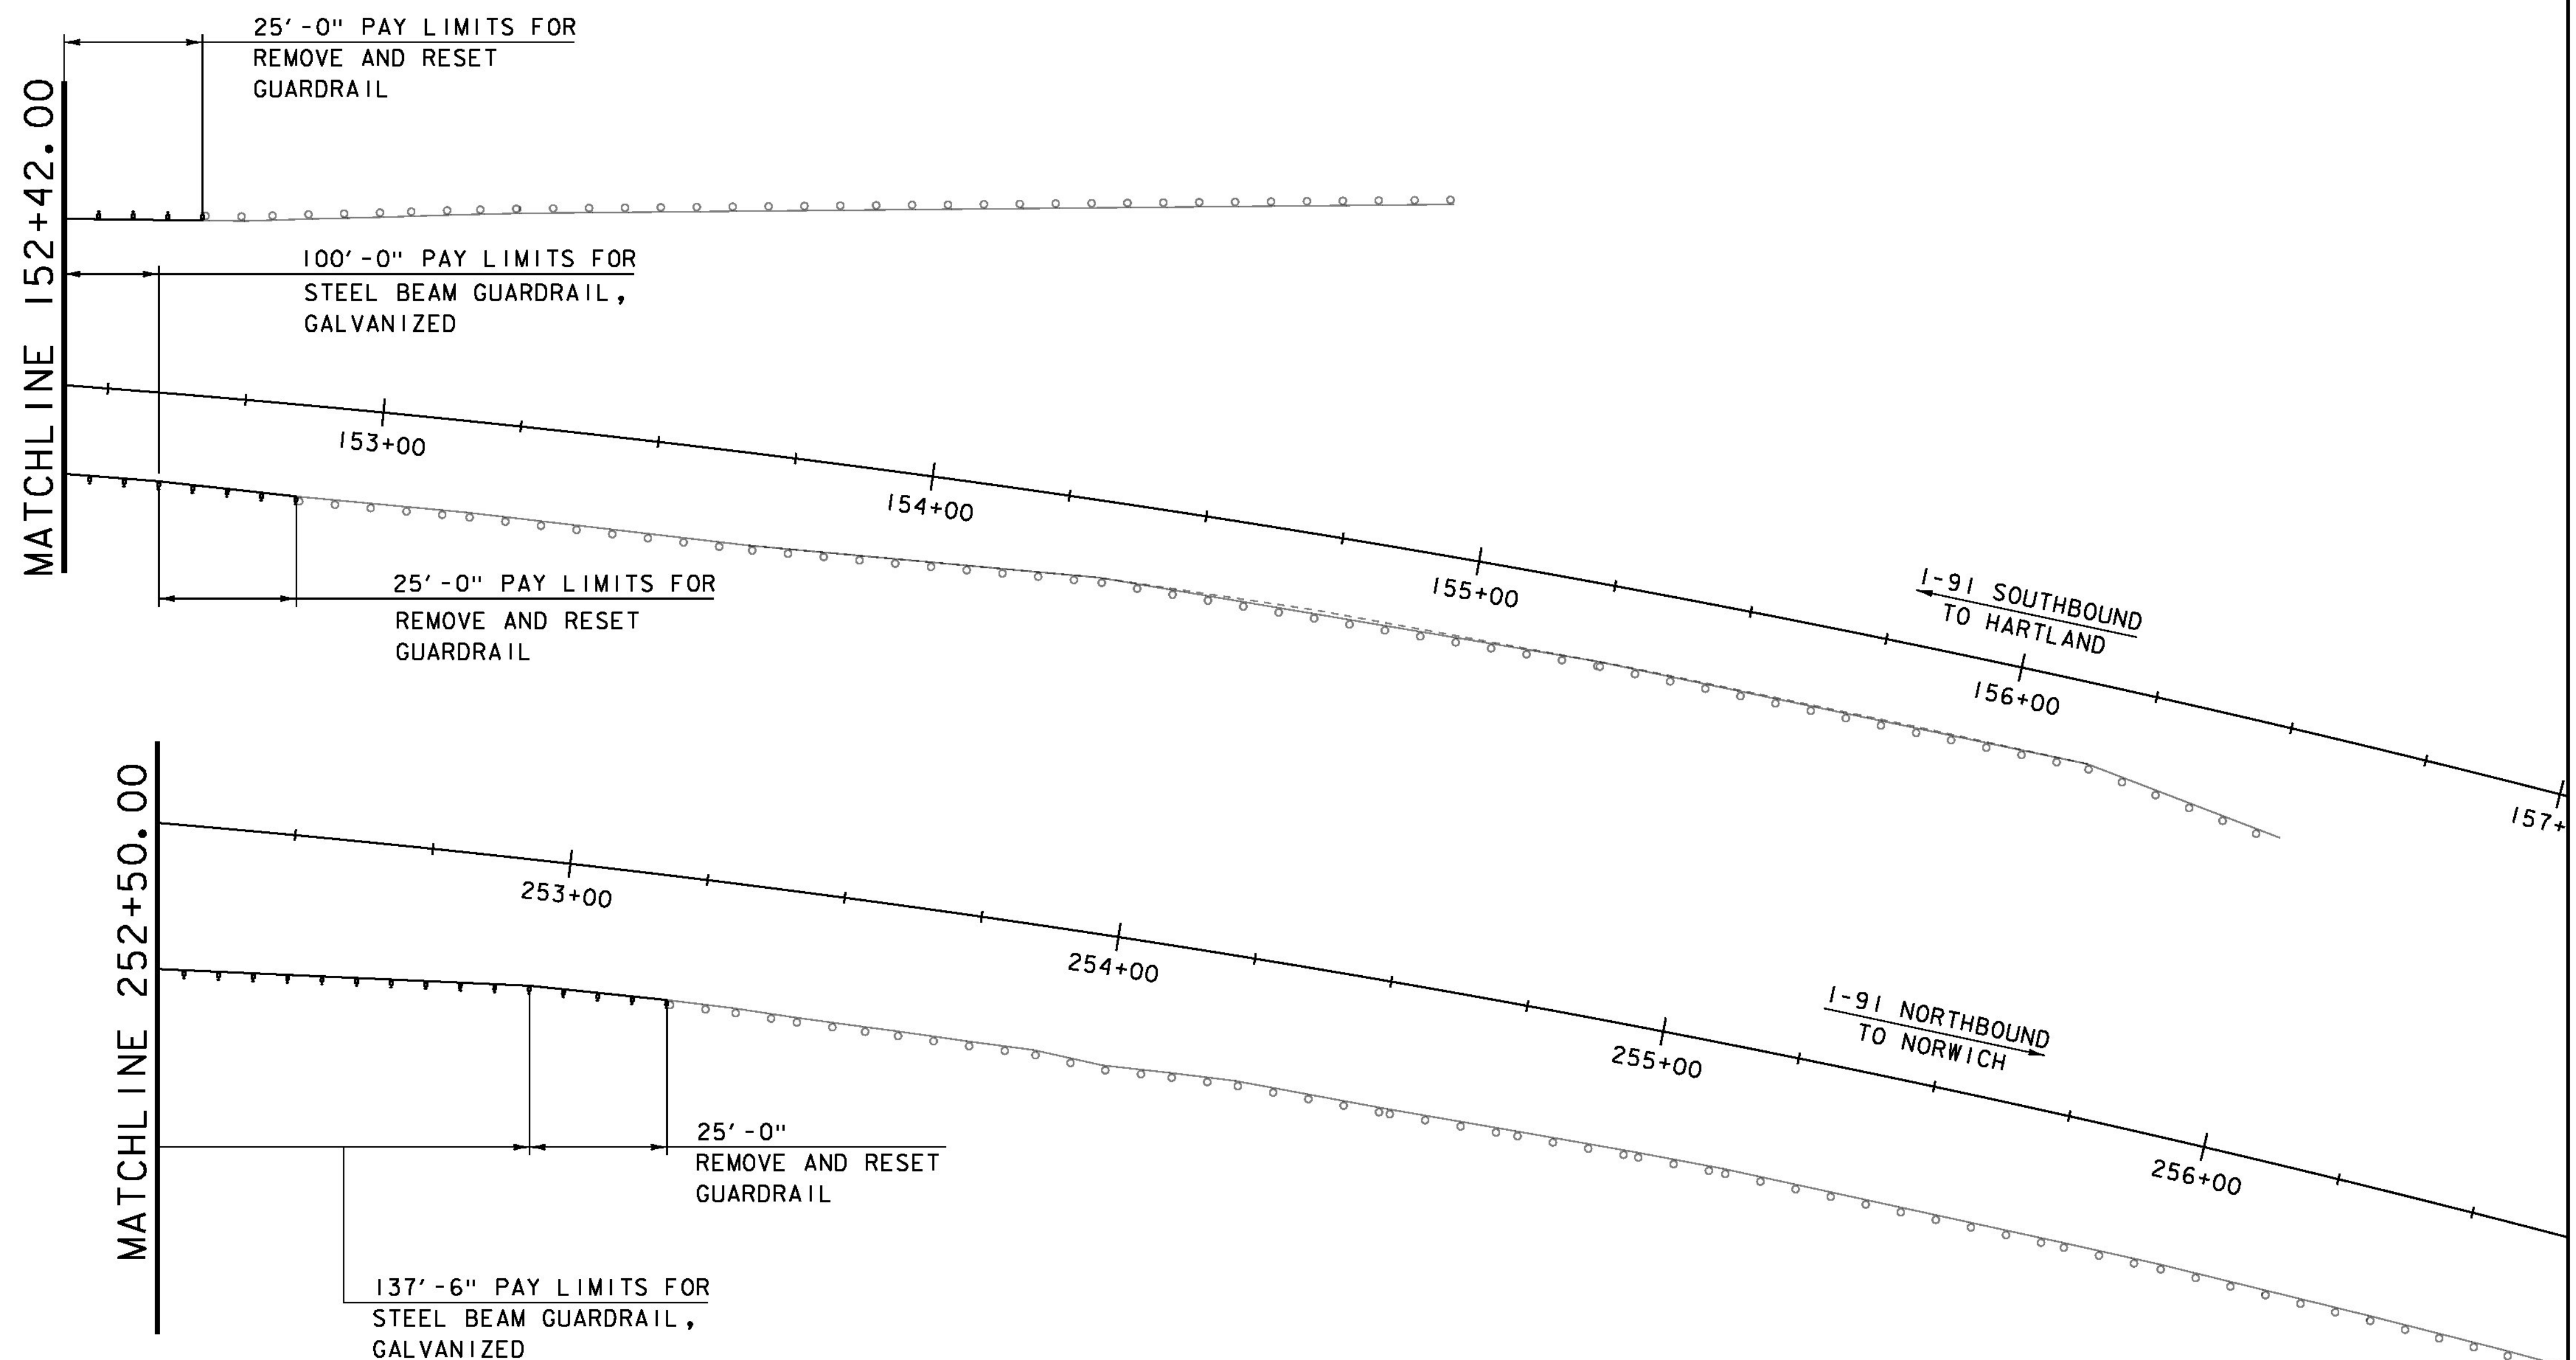 25'-0" PAY LIMITS FOR
REMOVE AND RESET
GUARDRAIL
MATCHLINE 152+42.00
100'-0" PAY LIMITS FOR
STEEL BEAM GUARDRAIL,
GALVANIZED
153+00
154+00
155+00
156+00
157+
25'-0" PAY LIMITS FOR
REMOVE AND RESET
GUARDRAIL
I-91 SOUTHBOUND
TO HARTLAND
MATCHLINE 252+50.00
253+00
254+00
255+00
256+00
I-91 NORTHBOUND
TO NORWICH
25'-0"
REMOVE AND RESET
GUARDRAIL
137'-6" PAY LIMITS FOR
STEEL BEAM GUARDRAIL,
GALVANIZED